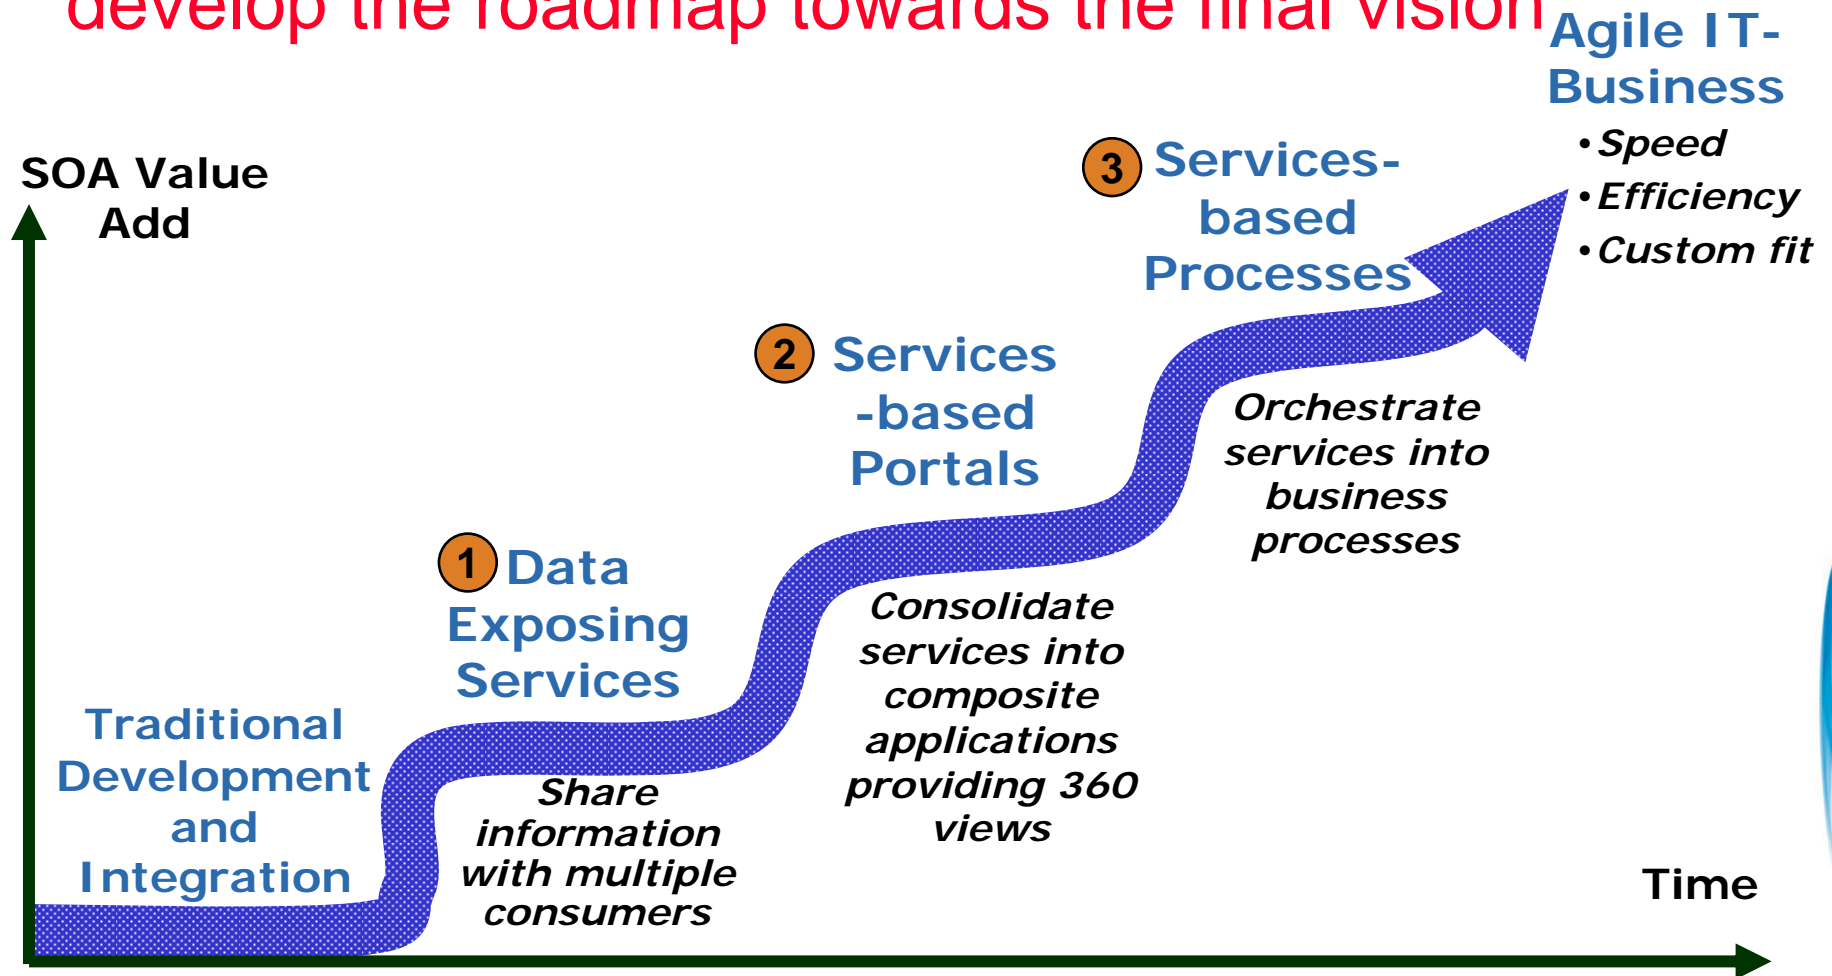 develop the roadmap towards the final vision
Agile IT-
Business
•Speed
•Efficiency
•Custom fit
SOA Value
Add
3 Services-
based
Processes
Orchestrate
services into
business
processes
2 Services
-based
Portals
Consolidate
services into
composite
applications
providing 360
views
1 Data
Exposing
Services
Share
information
with multiple
consumers
Traditional
Development
and
Integration
Time